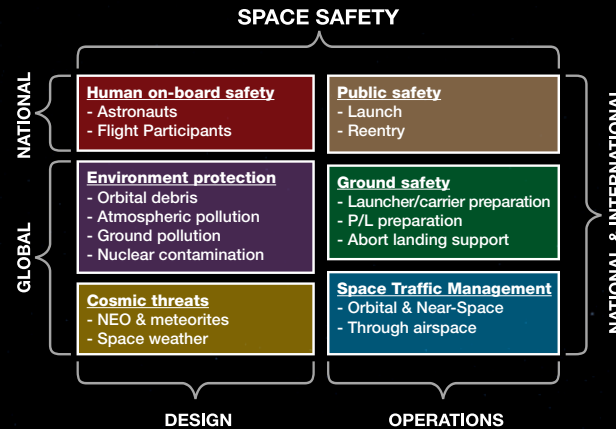 SPACE SAFETY
NATIONAL
Human on-board safety
- Astronauts
- Flight Participants
Public safety
- Launch
- Reentry
GLOBAL
Environment protection
- Orbital debris
- Atmospheric pollution
- Ground pollution
- Nuclear contamination
Ground safety
- Launcher/carrier preparation
- P/L preparation
- Abort landing support
NATIONAL & INTERNATIONAL
Cosmic threats
- NEO & meteorites
- Space weather
Space Traffic Management
- Orbital & Near-Space
- Through airspace
DESIGN
OPERATIONS